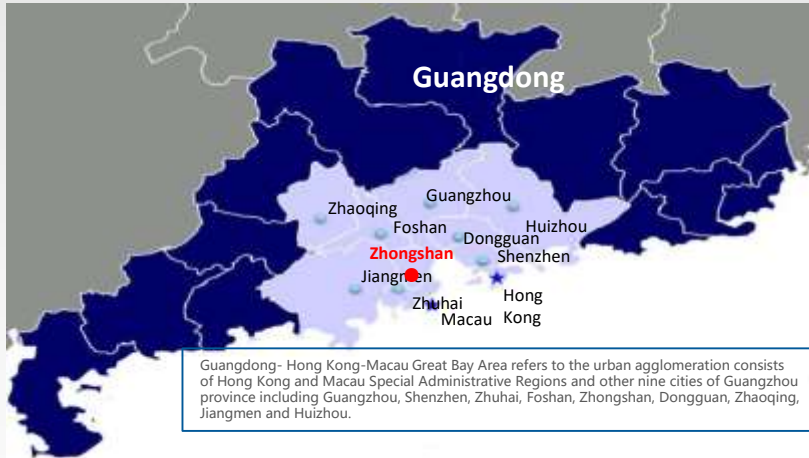 Guangdong
Guangzhou
Zhaoqing
Huizhou
Foshan
Dongguan
Zhongshan
Shenzhen
Jiangmen
Hong
Kong
Zhuhai
Macau
Guangdong- Hong Kong-Macau Great Bay Area refers to the urban agglomeration consists
of Hong Kong and Macau Special Administrative Regions and other nine cities of Guangzhou
province including Guangzhou, Shenzhen, Zhuhai, Foshan, Zhongshan, Dongguan, Zhaoqing,
Jiangmen and Huizhou.